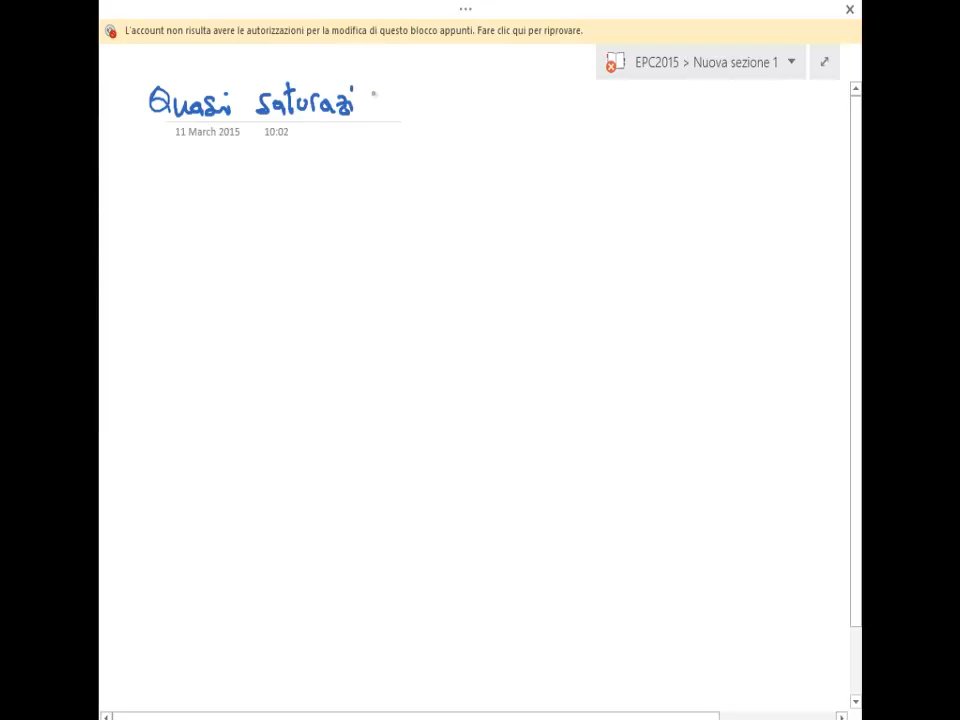 L'account non risulta avere le autorizzazioni per la modifica di questo blocco appunti. Fare clic qui per riprovare.
EPC2015 > Nuova sezione 1
Quasi saturazi
11 March 2015 10:02